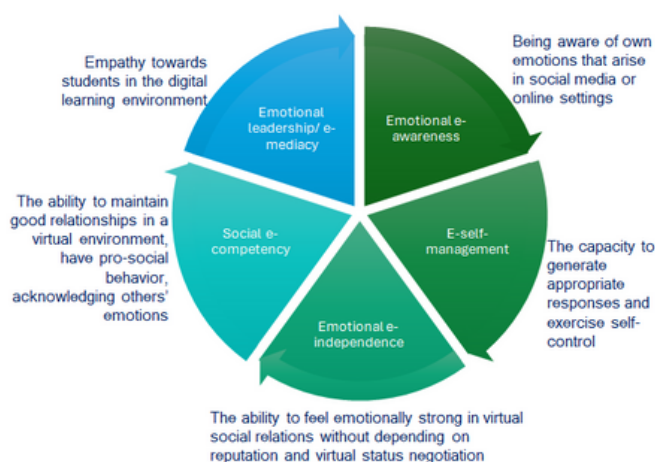 Empathy towards
students in the digital
learning environment
Emotional
leadership/ e-
mediacy
Emotional e-
awareness
Being aware of own
emotions that arise
in social media or
online settings
The ability to maintain
good relationships in a
virtual environment,
have pro-social
behavior,
acknowledging others'
emotions
Social e-
competency
E-self-
management
The capacity to
generate
appropriate
responses and
exercise self-
control
Emotional e-
independence
The ability to feel emotionally strong in virtual
social relations without depending on
reputation and virtual status negotiation